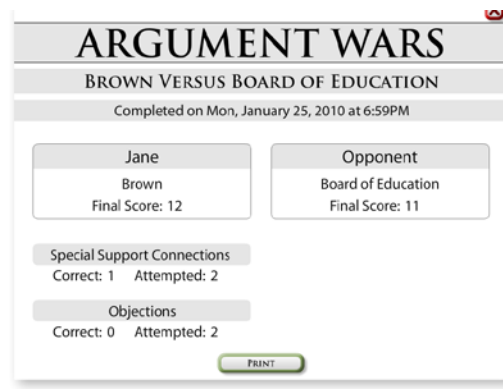 ARGUMENT WARS
BROWN VERSUS BOARD OF EDUCATION
Completed on Mon, January 25, 2010 at 6:59PM
Jane
Brown
Final Score: 12
Opponent
Board of Education
Final Score: 11
Special Support Connections
Correct: 1 Attempted: 2
Objections
Correct: 0 Attempted: 2
PRINT